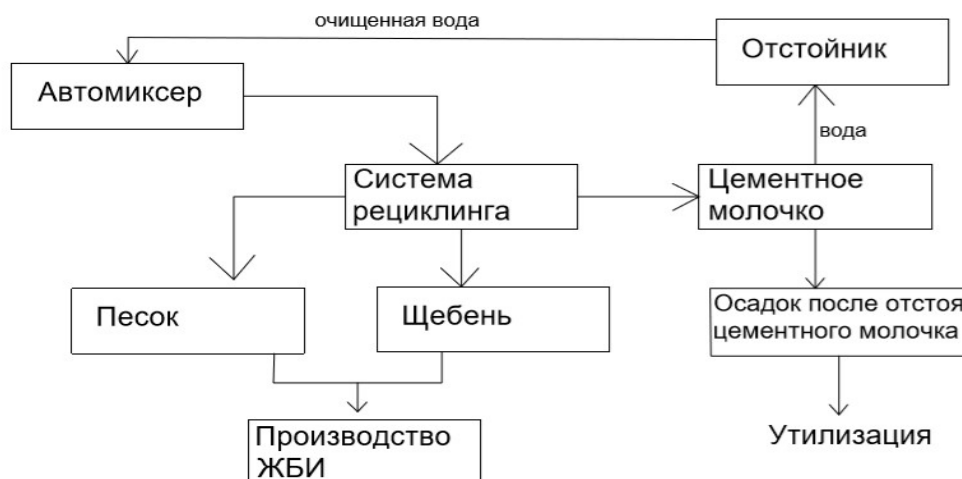 очищенная вода
Отстойник
Автомиксер
вода
Система
рециклинга
Цементное
молочко
Песок
Щебень
Осадок после отстоя
цементного молочка
Производство
ЖБИ
Утилизация